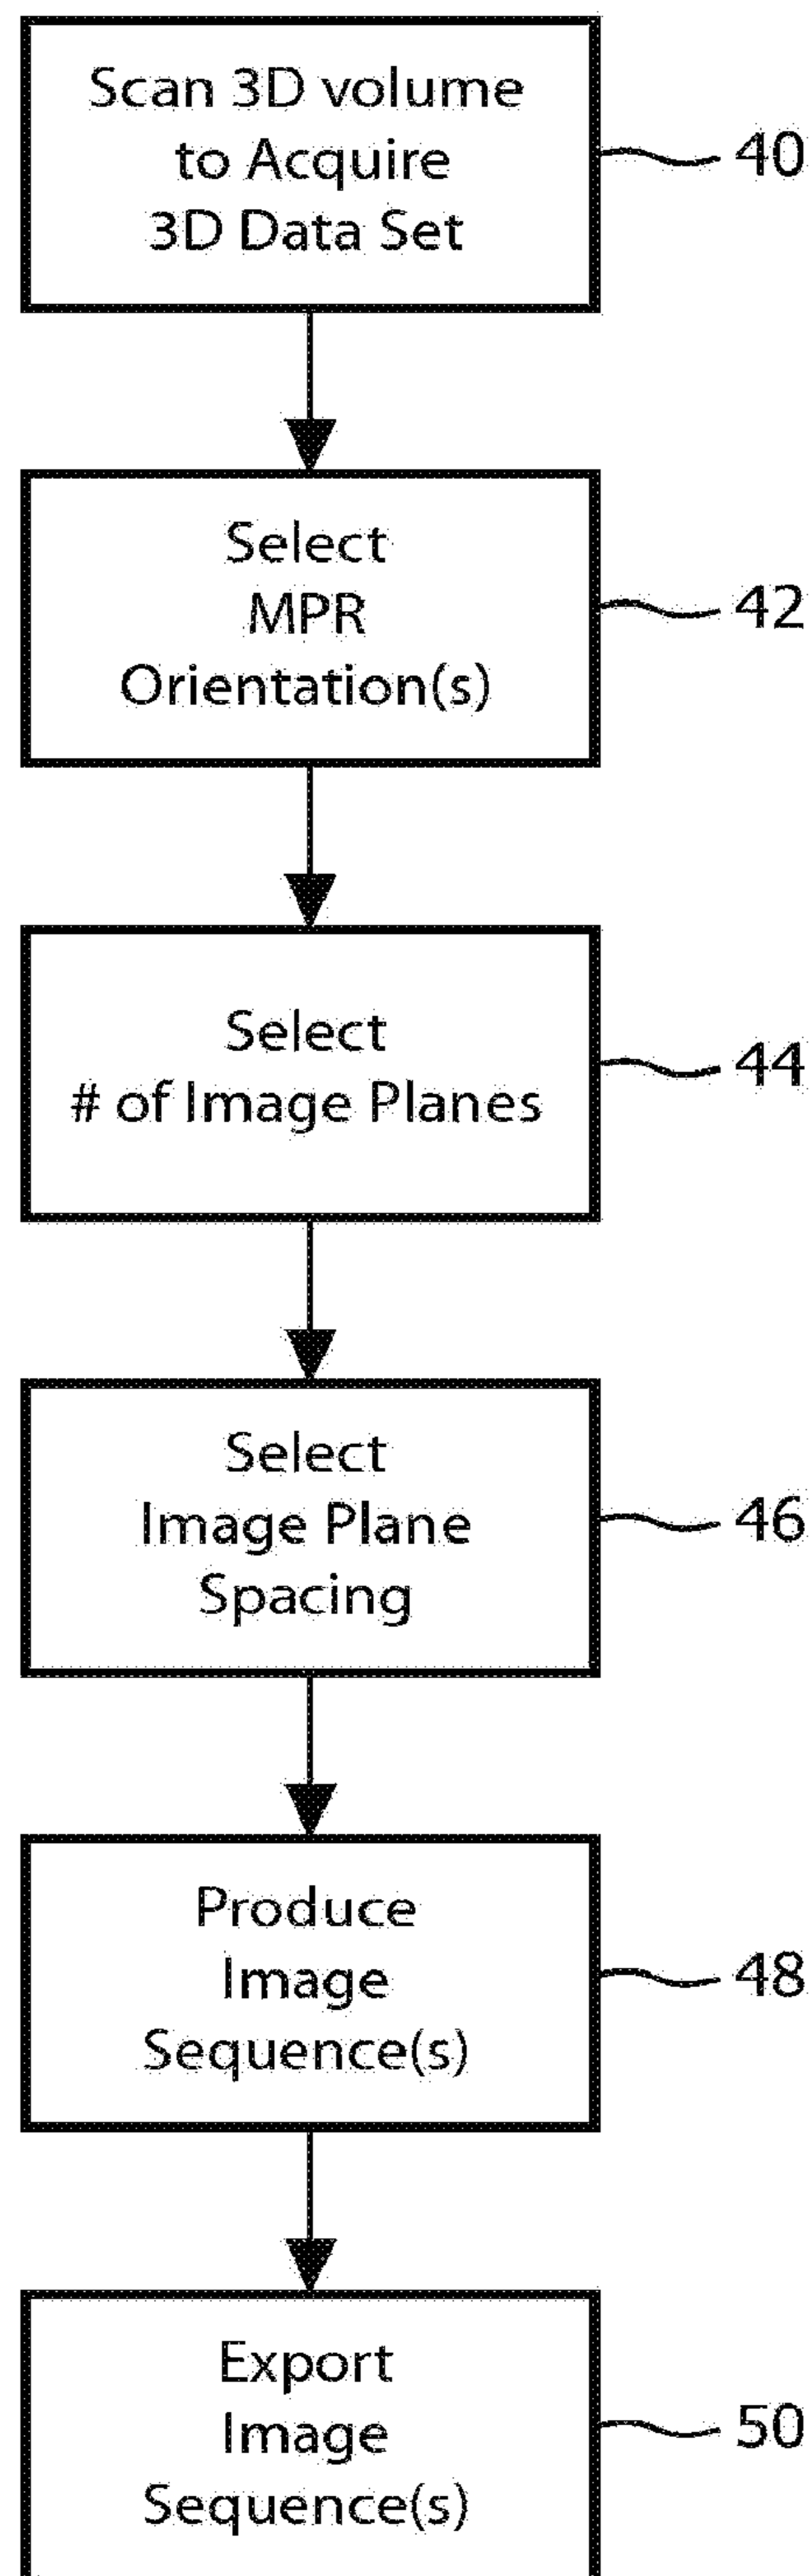 Scan 3D volume
to Acquire
3D Data Set
40
Select
MPR
Orientation(s)
42
Select
# of Image Planes
44
Select
Image Plane
Spacing
46
Produce
Image
Sequence(s)
48
Export
Image
Sequence(s)
50